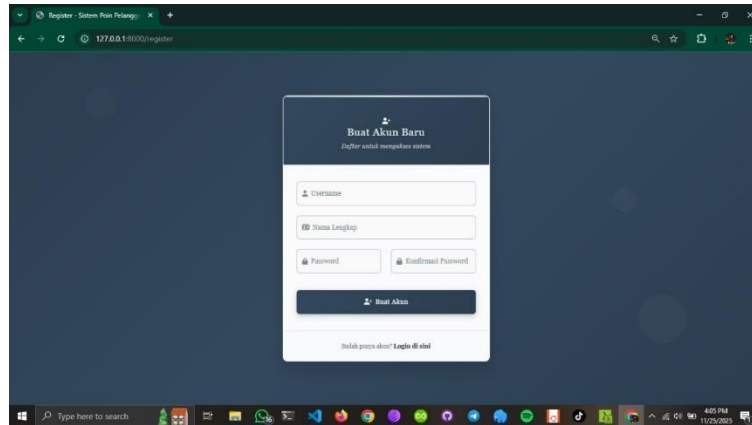 Register - Sistem Poin Pelangg
127.0.0.1:8000/register
Buat Akun Baru
Daftar untuk mengakses sistem
Username
Nama Lengkap
Password
Konfirmasi Password
Buat Akun
Sudah punya akun? Login di sini
Type here to search
4:05 PM
11/25/2025